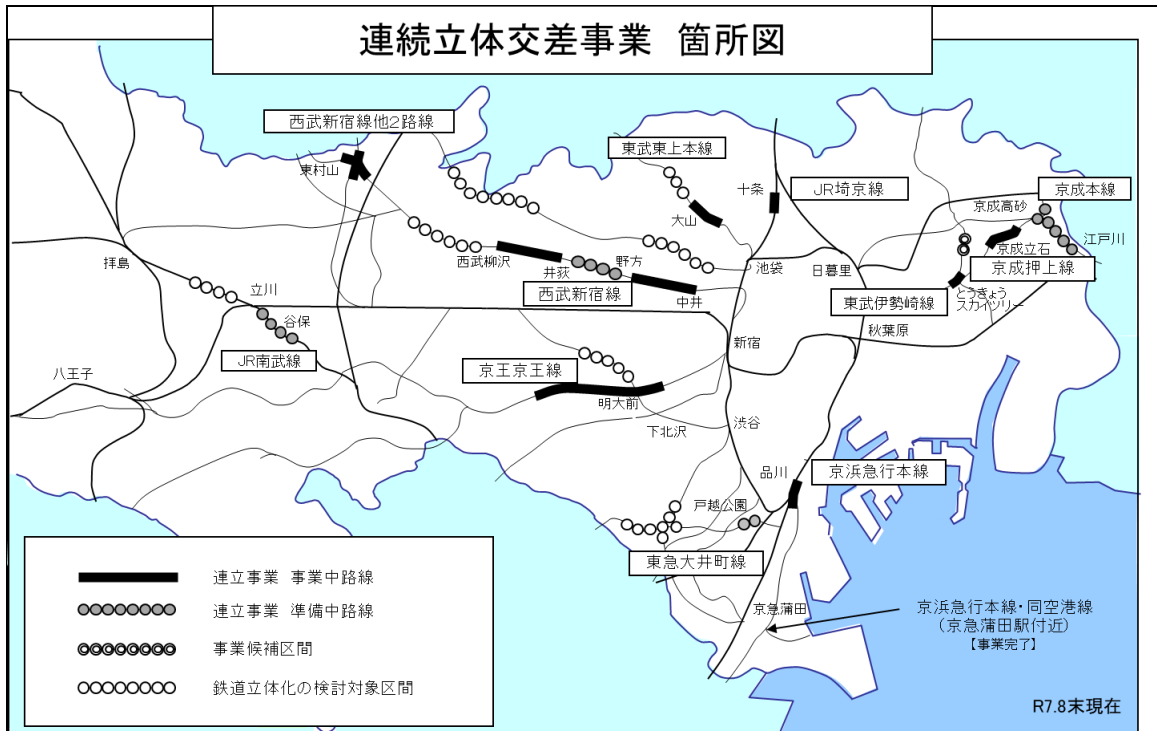 連続立体交差事業 箇所図
西武新宿線他2路線
東村山
東武東上本線
十条
JR埼京線
京成本線
京成高砂
大山
江戸川
京成立石
京成押上線
西武柳沢
井荻
野方
池袋
日暮里
拝島
立川
西武新宿線
中井
東武伊勢崎線
とうきょう
スカイツリー
谷保
新宿
秋葉原
JR南武線
八王子
京王京王線
明大前
下北沢
渋谷
品川
京浜急行本線
戸越公園
東急大井町線
京急蒲田
京浜急行本線・同空港線
（京急蒲田駅付近）
【事業完了】
連立事業 事業中路線
連立事業 準備中路線
事業候補区間
鉄道立体化の検討対象区間
R7.8末現在